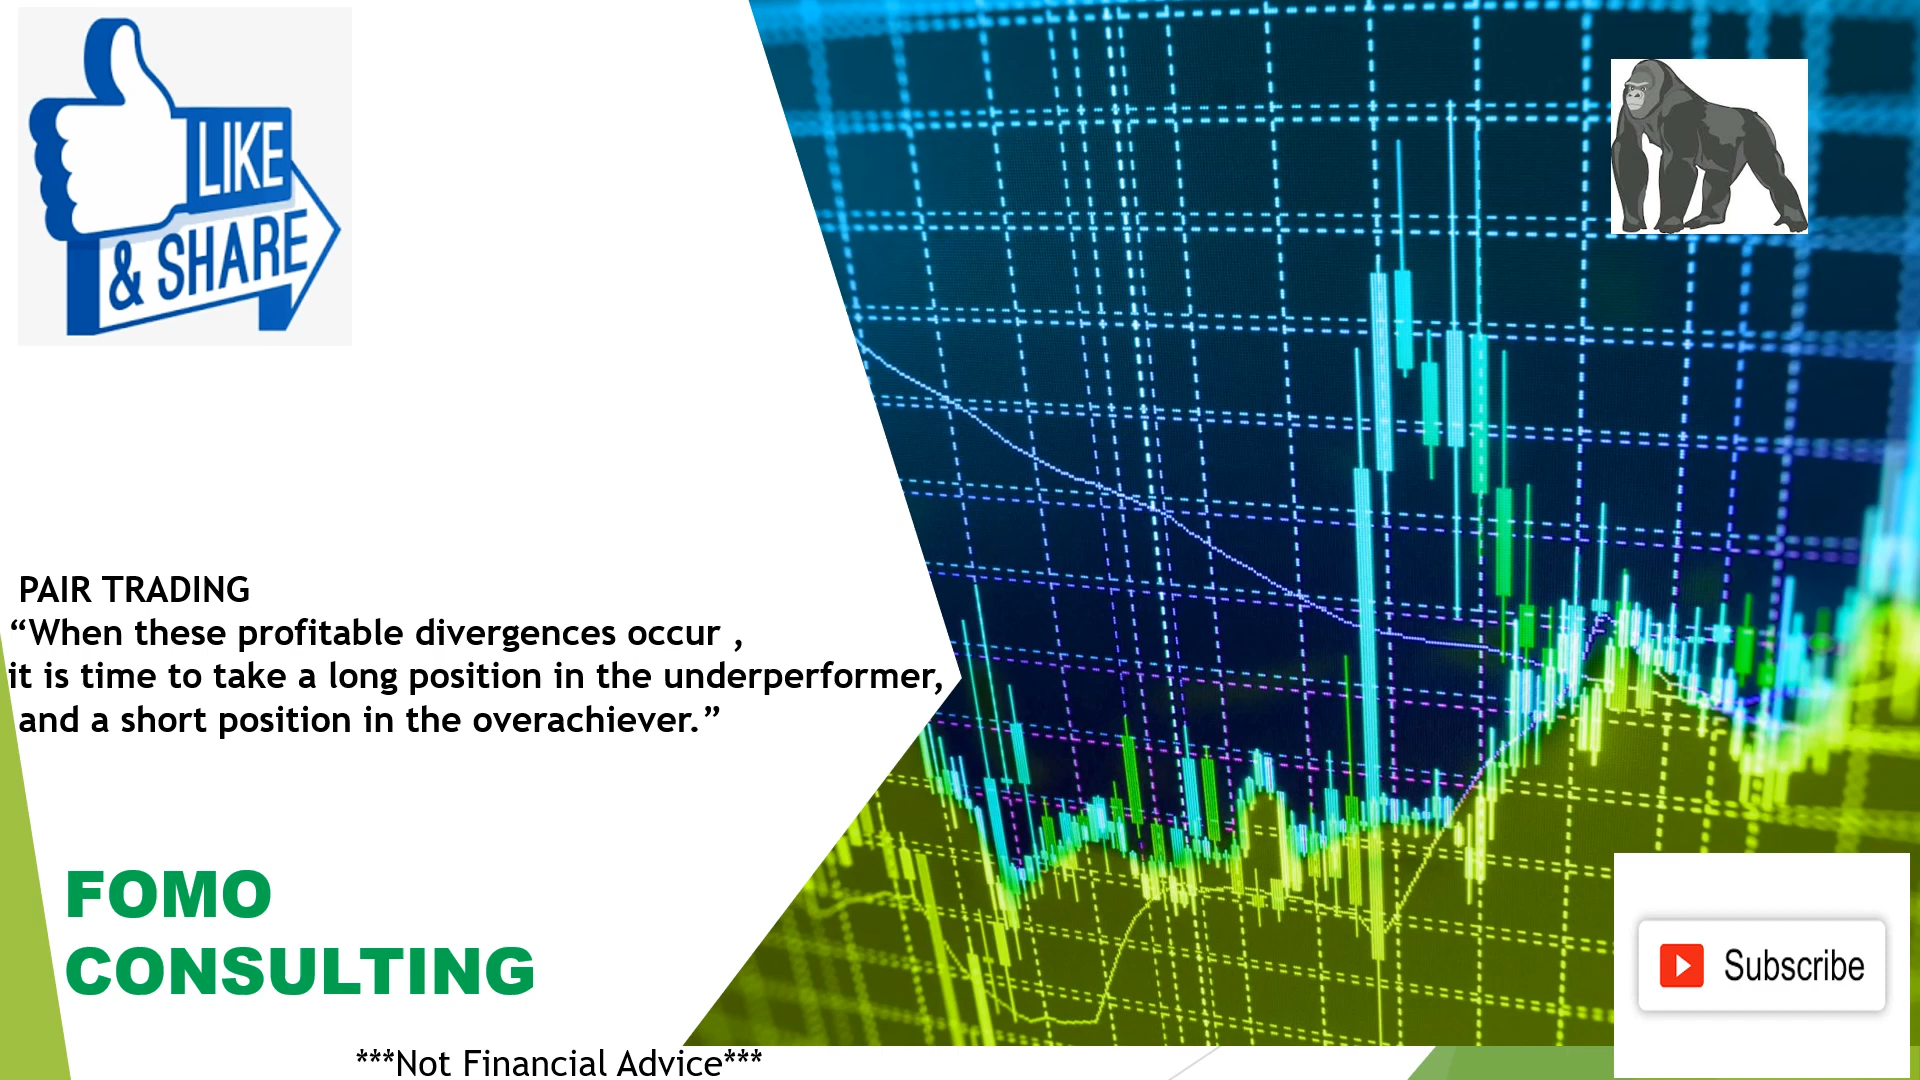 LIKE
& SHARE
PAIR TRADING
“When these profitable divergences occur ,
it is time to take a long position in the underperformer,
and a short position in the overachiever.”
FOMO
CONSULTING
***Not Financial Advice***
Subscribe